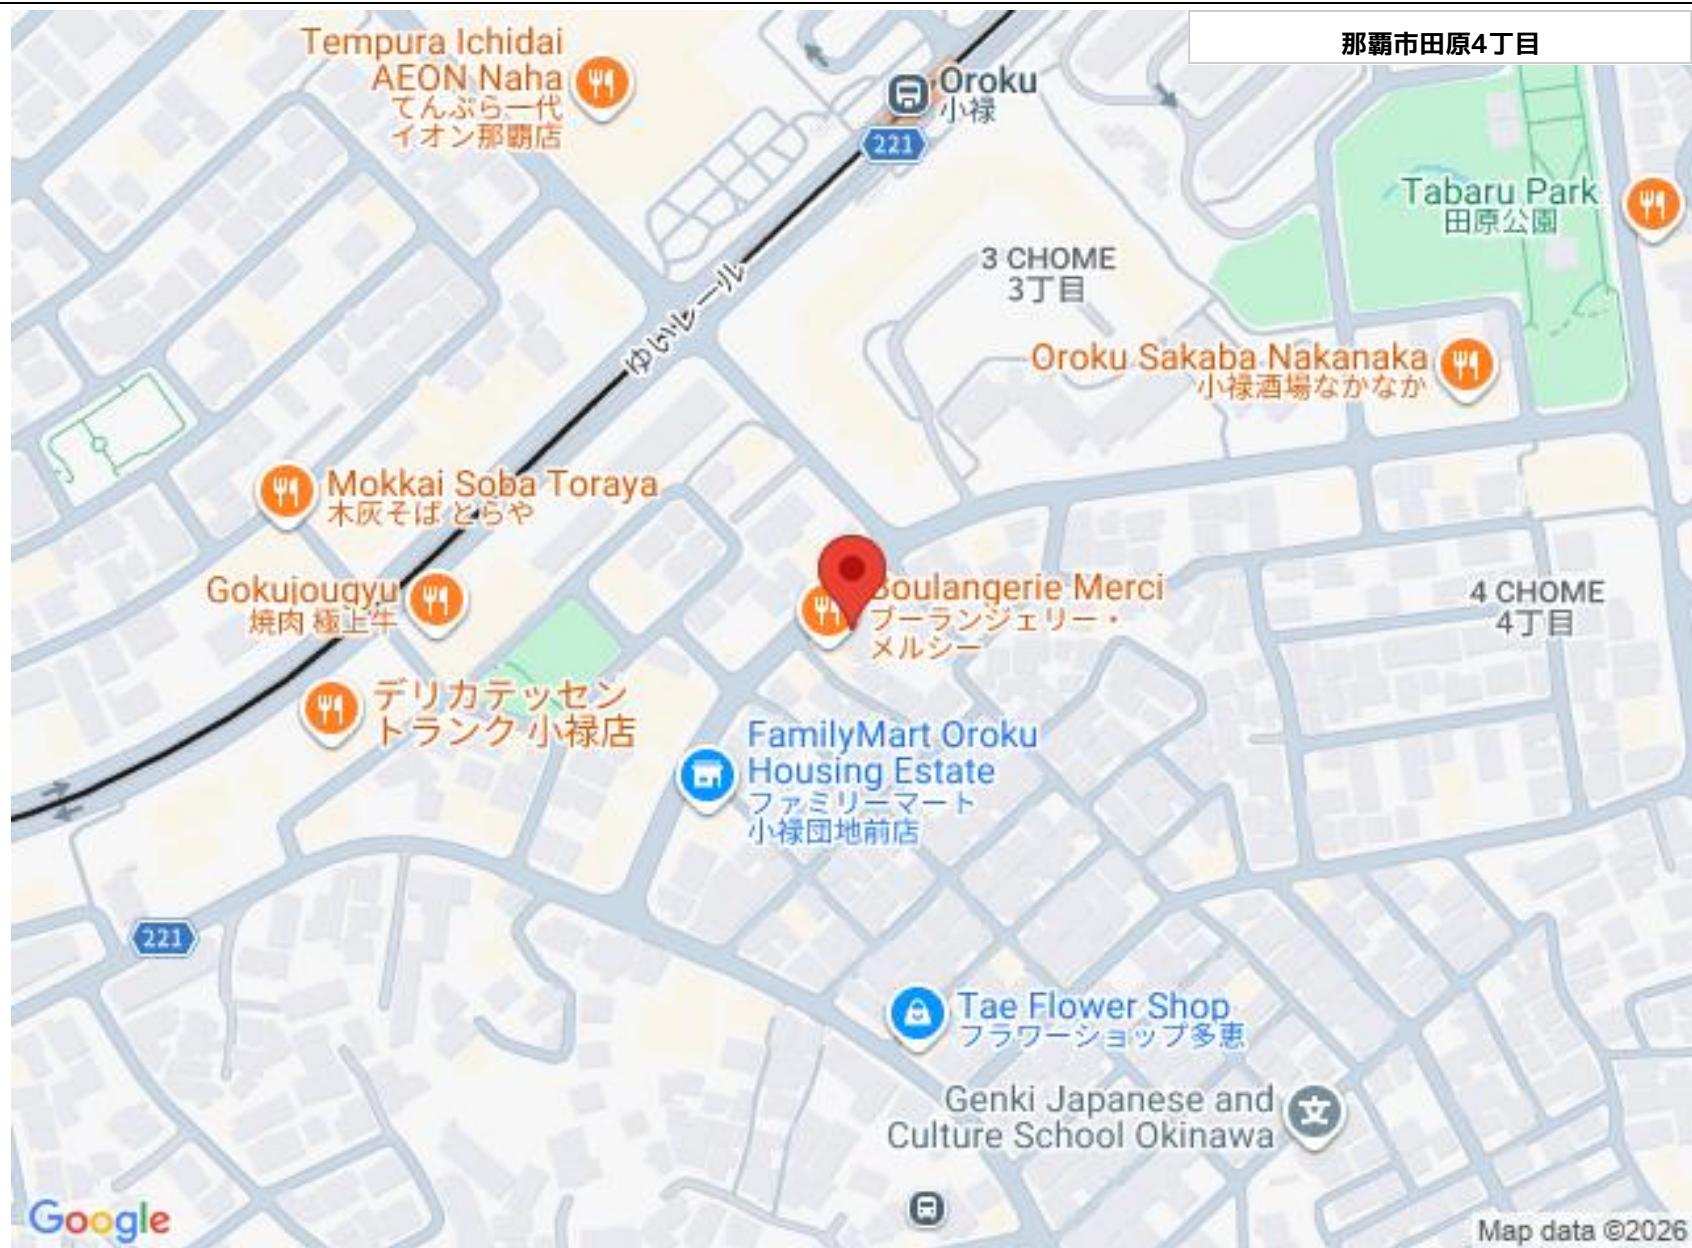 那覇市田原4丁目
Tempura Ichidai
AEON Naha
てんぷら一代
イオン那覇店
Oroku
小禄
221
Tabaru Park
田原公園
3 CHOME
3丁目
ゆいレール
Oroku Sakaba Nakanaka
小禄酒場なかなか
Mokkai Soba Toraya
木灰そば とらや
Gokujougyu
焼肉 極上牛
Boulangerie Merci
ブーランジェリー・
メルシー
4 CHOME
4丁目
デリカテッセン
トランク 小禄店
FamilyMart Oroku
Housing Estate
ファミリーマート
小禄団地前店
221
Tae Flower Shop
フラワーショップ多恵
Genki Japanese and
Culture School Okinawa
文
Google
Map data ©2026